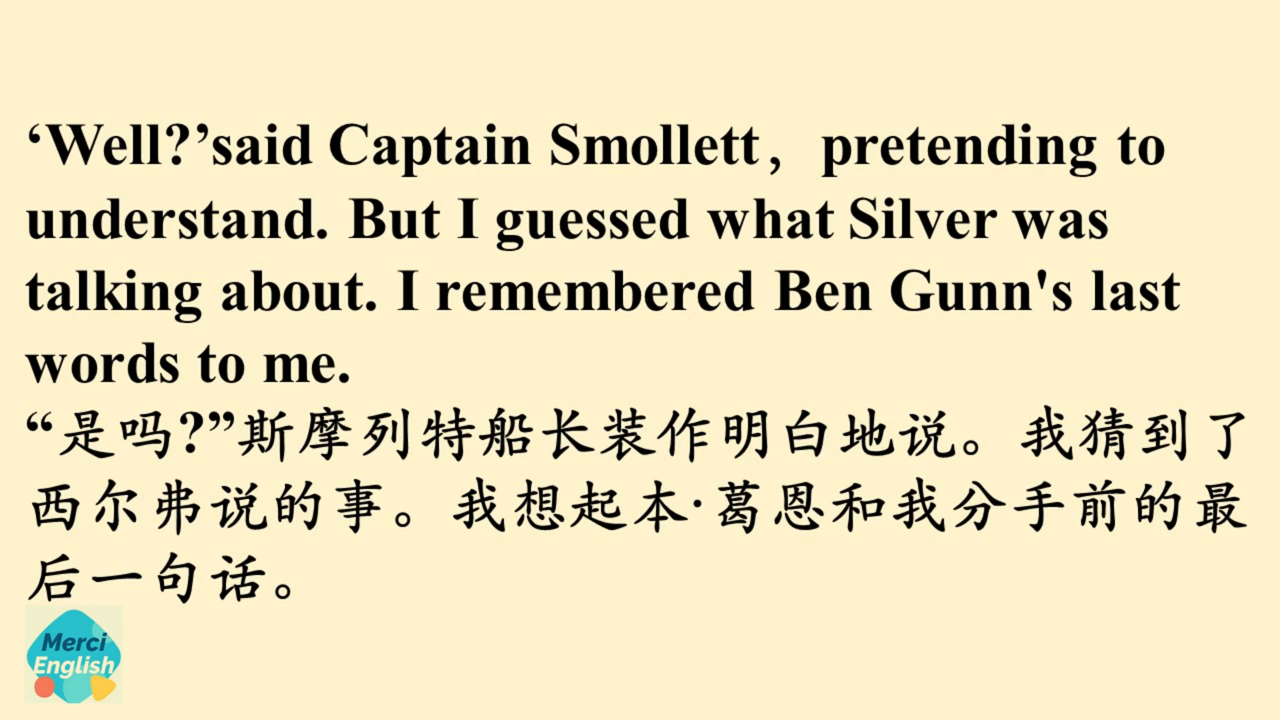 ‘Well?’said Captain Smollett，pretending to
understand. But I guessed what Silver was
talking about. I remembered Ben Gunn's last
words to me.
“是吗?”斯摩列特船长装作明白地说。我猜到了
西尔弗说的事。我想起本·葛恩和我分手前的最
后一句话。
Merci
English